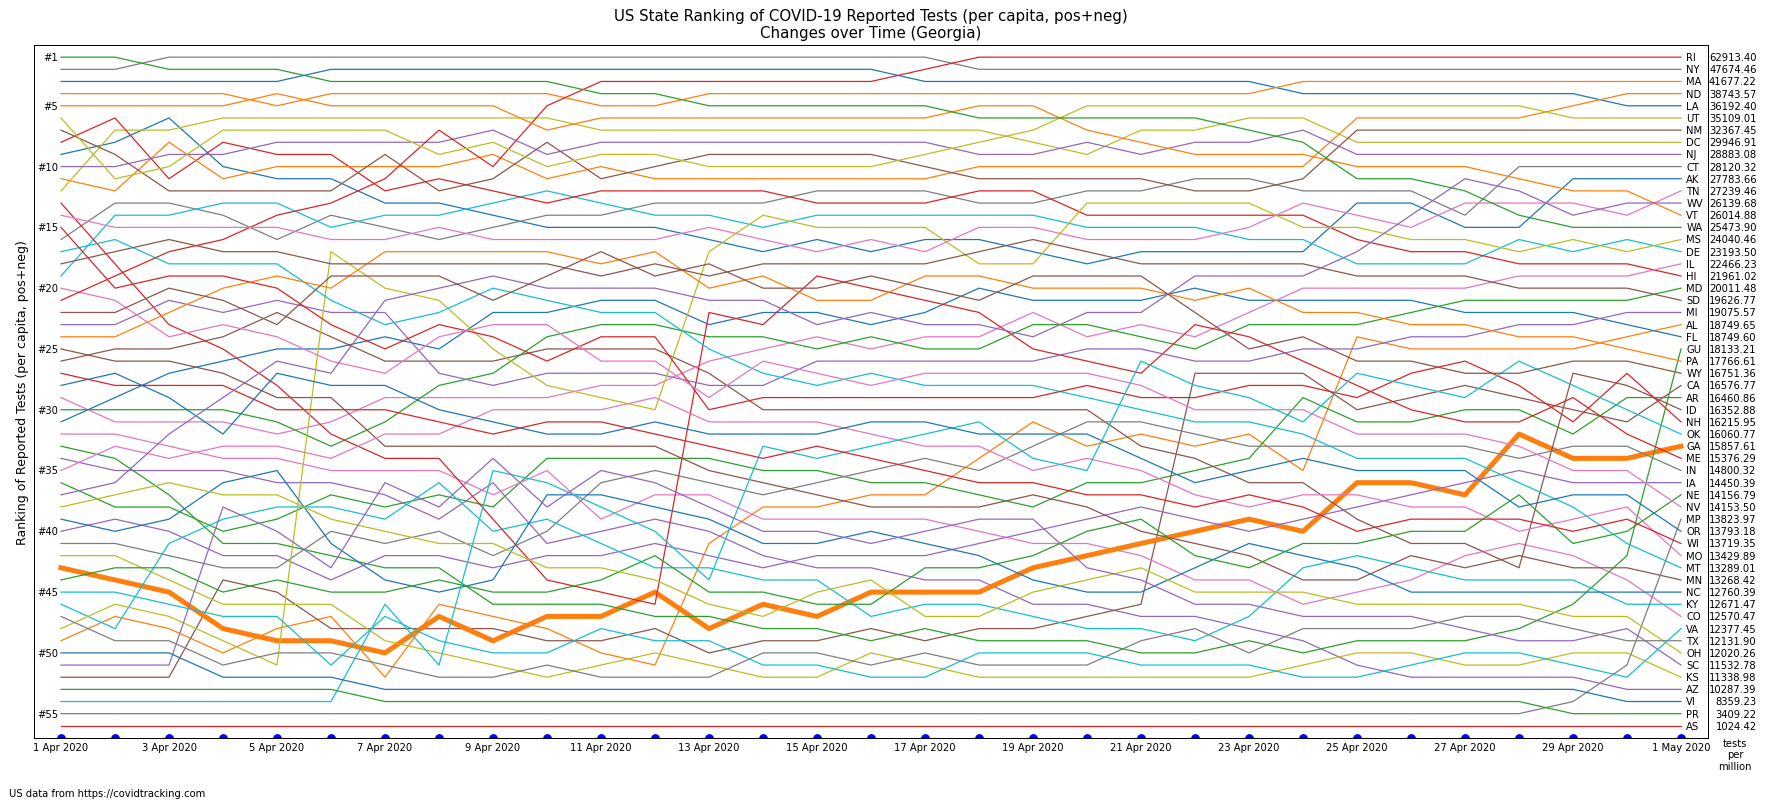 US State Ranking of COVID-19 Reported Tests (per capita, pos+neg)
Changes over Time (Georgia)
Ranking of Reported Tests (per capita, pos+neg)
#1
#5
#10
#15
#20
#25
#30
#35
#40
#45
#50
#55
RI 62913.40
NY 47674.46
MA 41677.22
ND 38743.57
LA 36192.40
UT 35109.01
NM 32367.45
DC 29946.91
NJ 28883.08
CT 28120.32
AK 27783.66
TN 27239.46
WV 26139.68
VT 26014.88
WA 25473.90
MS 24040.46
DE 23193.50
IL 22466.23
HI 21961.02
MD 20011.48
SD 19626.77
MI 19075.57
AL 18749.65
FL 18749.60
GU 18133.21
PA 17766.61
WY 16751.36
CA 16576.77
AR 16460.86
ID 16352.88
NH 16215.95
OK 16060.77
GA 15857.61
ME 15376.29
IN 14800.32
IA 14450.39
NE 14156.79
NV 14153.50
MP 13823.97
OR 13793.18
WI 13719.35
MO 13429.89
MT 13289.01
MN 13268.42
NC 12760.39
KY 12671.47
CO 12570.47
VA 12377.45
TX 12131.90
OH 12020.26
SC 11532.78
KS 11338.98
AZ 10287.39
VI 8359.23
PR 3409.22
AS 1024.42
1 Apr 2020 3 Apr 2020 5 Apr 2020 7 Apr 2020 9 Apr 2020 11 Apr 2020 13 Apr 2020 15 Apr 2020 17 Apr 2020 19 Apr 2020 21 Apr 2020 23 Apr 2020 25 Apr 2020 27 Apr 2020 29 Apr 2020 1 May 2020
tests
per
million
US data from https://covidtracking.com